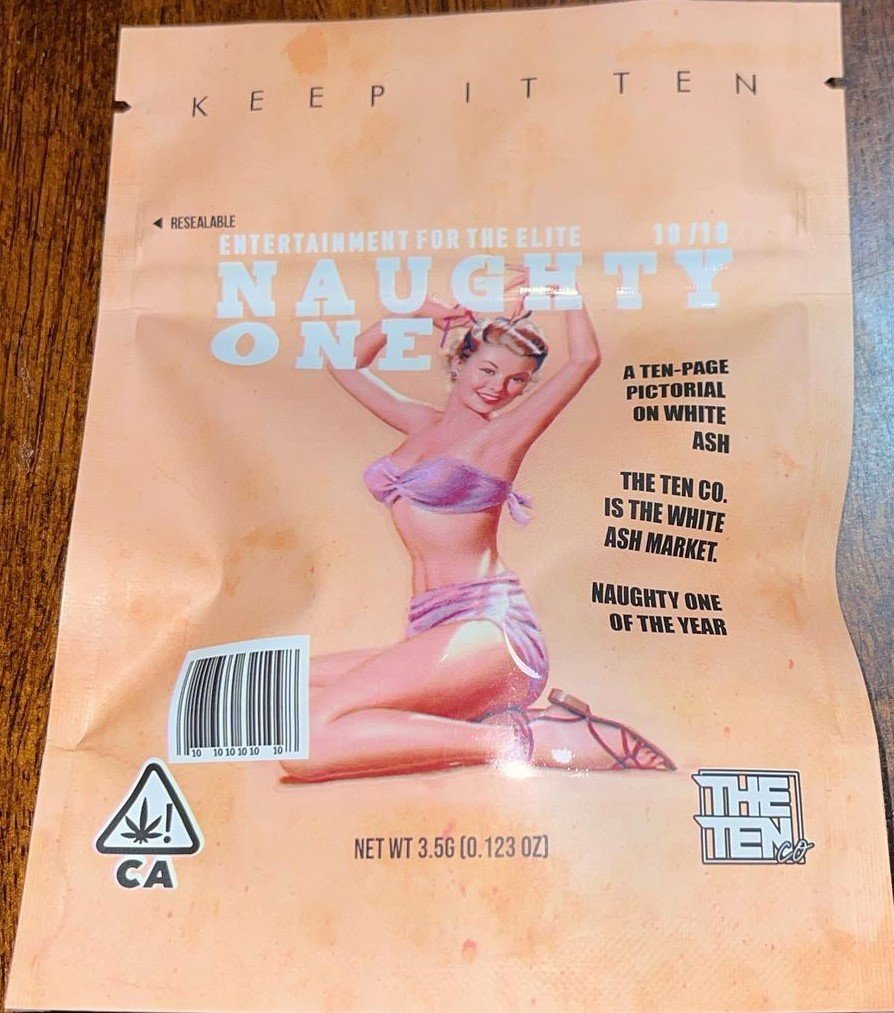 KEEP IT TEN
◄ RESEALABLE
ENTERTAINMENT FOR THE ELITE 10/10
NAUGHTY
ONE
A TEN-PAGE
PICTORIAL
ON WHITE
ASH
THE TEN CO.
IS THE WHITE
ASH MARKET.
NAUGHTY ONE
OF THE YEAR
10 10 10 10 10 10
!
CA
NET WT 3.5G (0.123 OZ)
THE
TEN
CO